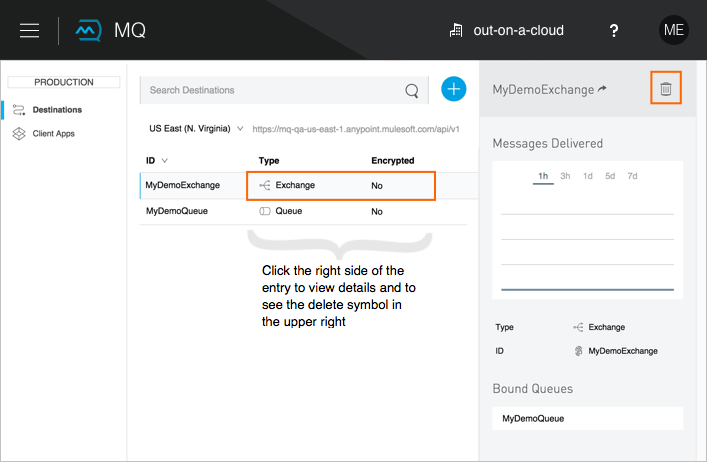 MQ
out-on-a-cloud
?
ME
PRODUCTION
Destinations
Client Apps
Search Destinations
US East (N. Virginia) https://mq-qa-us-east-1.anypoint.mulesoft.com/api/v1
ID Type Encrypted
MyDemoExchange Exchange No
MyDemoQueue Queue No
Click the right side of the
entry to view details and to
see the delete symbol in
the upper right
MyDemoExchange
Messages Delivered
1h 3h 1d 5d 7d
Type Exchange
ID MyDemoExchange
Bound Queues
MyDemoQueue